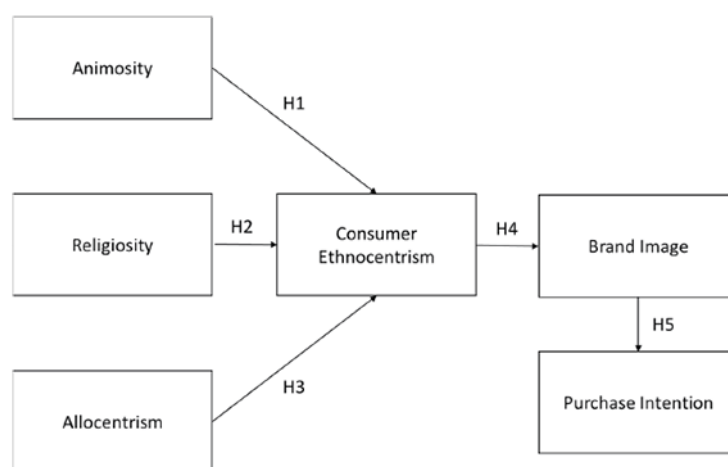 Animosity
H1
Religiosity
H2
Consumer
Ethnocentrism
H4
Brand Image
H5
Allocentrism
H3
Purchase Intention